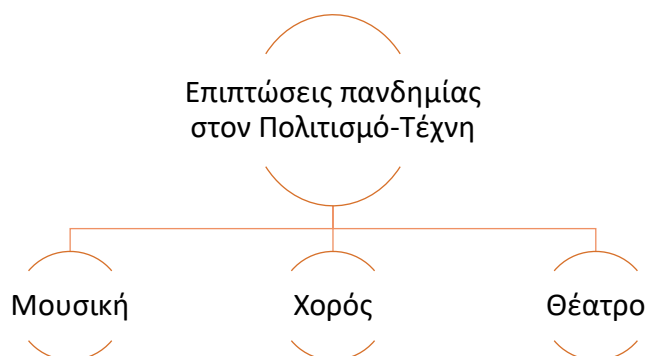 Επιπτώσεις πανδημίας
στον Πολιτισμό-Τέχνη
Μουσική
Χορός
Θέατρο